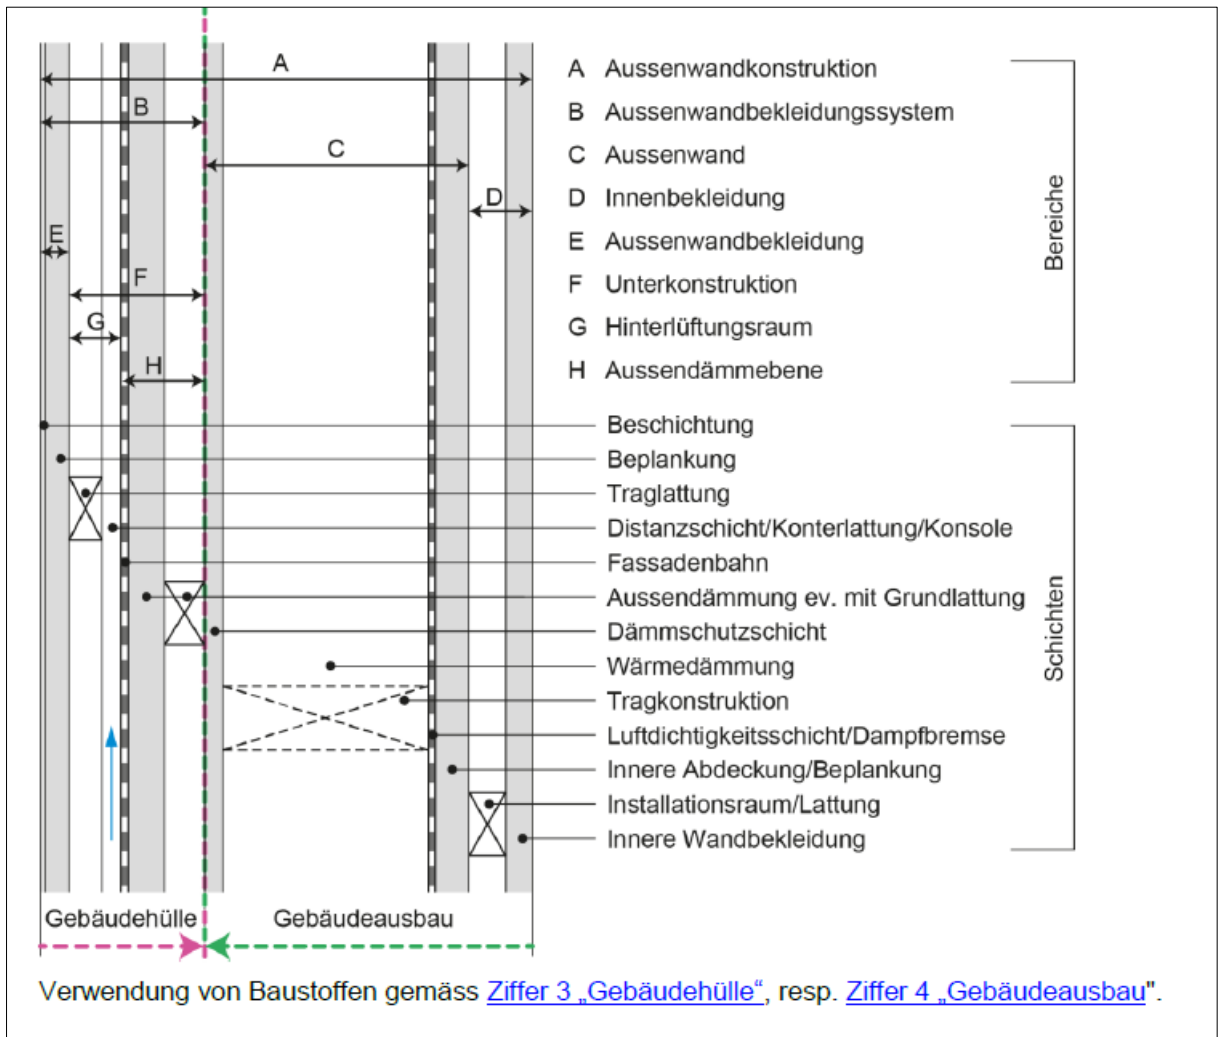 A
B
C
D
E
F
G
H
A Aussenwandkonstruktion
B Aussenwandbekleidungssystem
C Aussenwand
D Innenbekleidung
E Aussenwandbekleidung
F Unterkonstruktion
G Hinterlüftungsraum
H Aussendämmebene
Bereiche
Beschichtung
Beplankung
Traglattung
Distanzschicht/Konterlattung/Konsole
Fassadenbahn
Aussendämmung ev. mit Grundlattung
Dämmschutzschicht
Wärmedämmung
Tragkonstruktion
Luftdichtigkeitsschicht/Dampfbremse
Innere Abdeckung/Beplankung
Installationsraum/Lattung
Innere Wandbekleidung
Schichten
Gebäudehülle
Gebäudeausbau
Verwendung von Baustoffen gemäss Ziffer 3 „Gebäudehülle“, resp. Ziffer 4 „Gebäudeausbau".